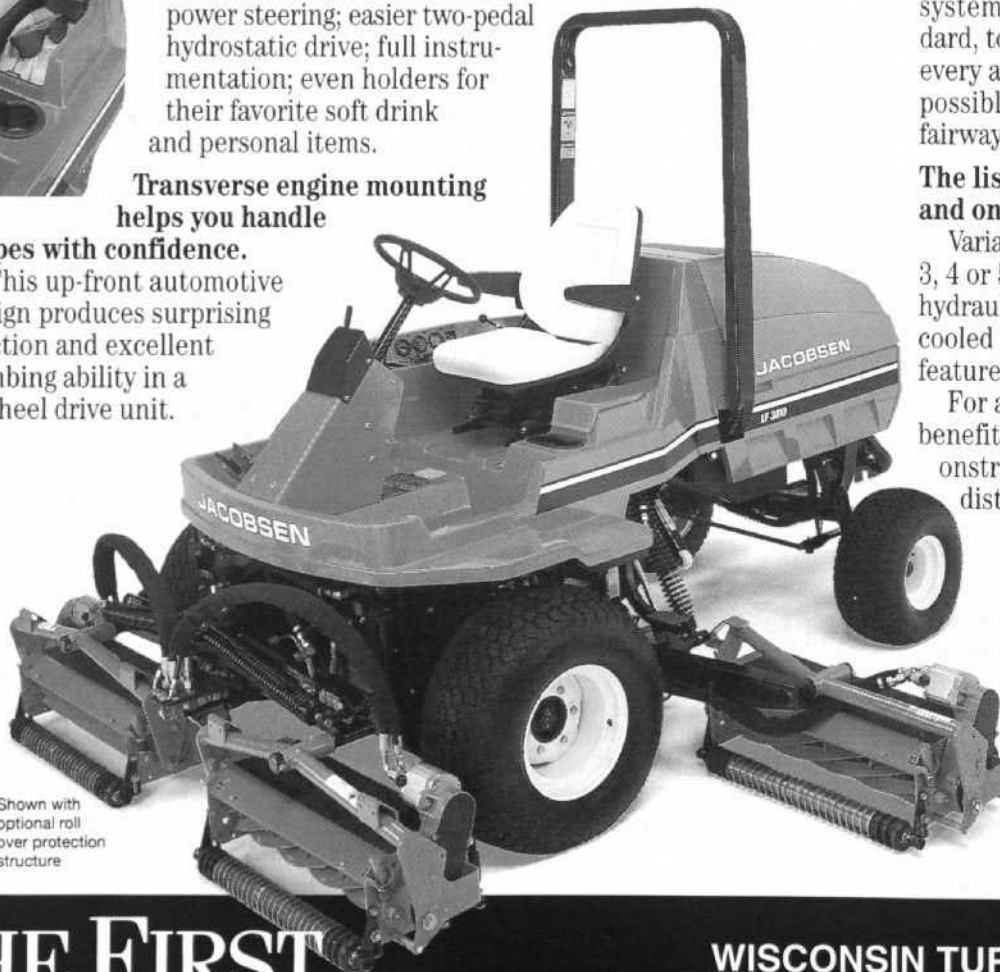 power steering; easier two-pedal
hydrostatic drive; full instru-
mentation; even holders for
their favorite soft drink
and personal items.
Transverse engine mounting
helps you handle
pes with confidence.
This up-front automotive
ign produces surprising
ction and excellent
mbing ability in a
heel drive unit.
system
dard, to
every a
possibl
fairway
The lis
and on
Varia
3, 4 or
hydrau
cooled
feature
For a
benefit
onstr
dist
JACOBSEN
LF 3810
JACOBSEN
Shown with
optional roll
over protection
structure
HE FIRST
WISCONSIN TUR